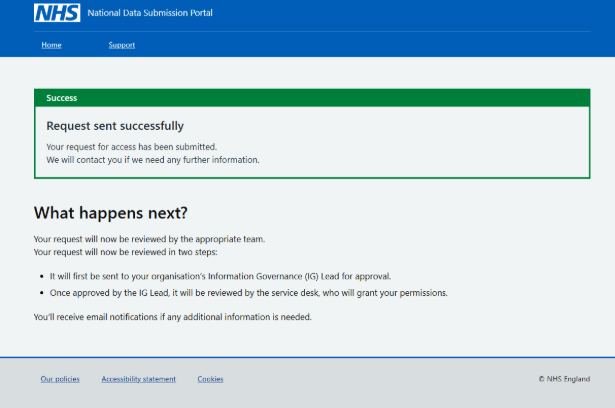 NHS National Data Submission Portal
Home Support
Success
Request sent successfully
Your request for access has been submitted.
We will contact you if we need any further information.
What happens next?
Your request will now be reviewed by the appropriate team.
Your request will now be reviewed in two steps:
• It will first be sent to your organisation's Information Governance (IG) Lead for approval.
• Once approved by the IG Lead, it will be reviewed by the service desk, who will grant your permissions.
You'll receive email notifications if any additional information is needed.
Our policies Accessibility statement Cookies © NHS England